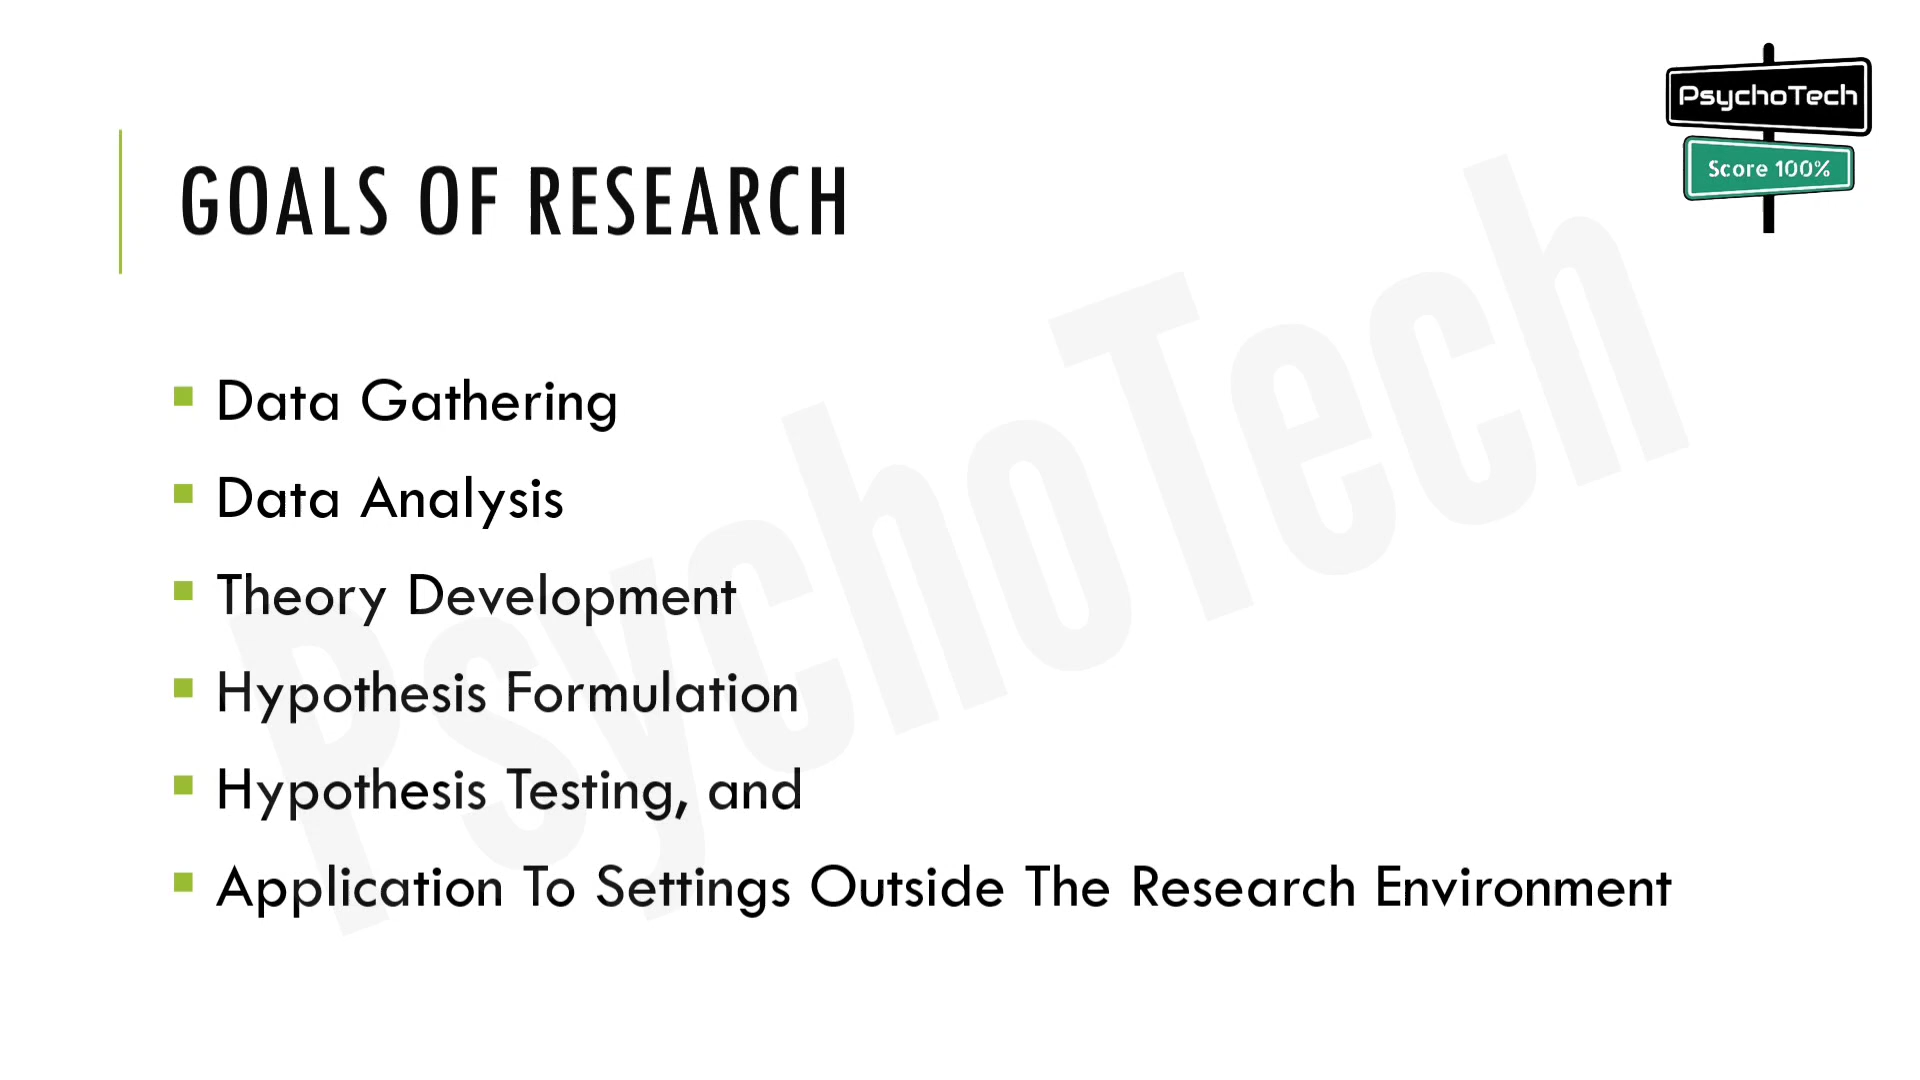 PsychoTech
Score 100%
GOALS OF RESEARCH
Data Gathering
Data Analysis
Theory Development
Hypothesis Formulation
Hypothesis Testing, and
Application To Settings Outside The Research Environment
PsychoTech